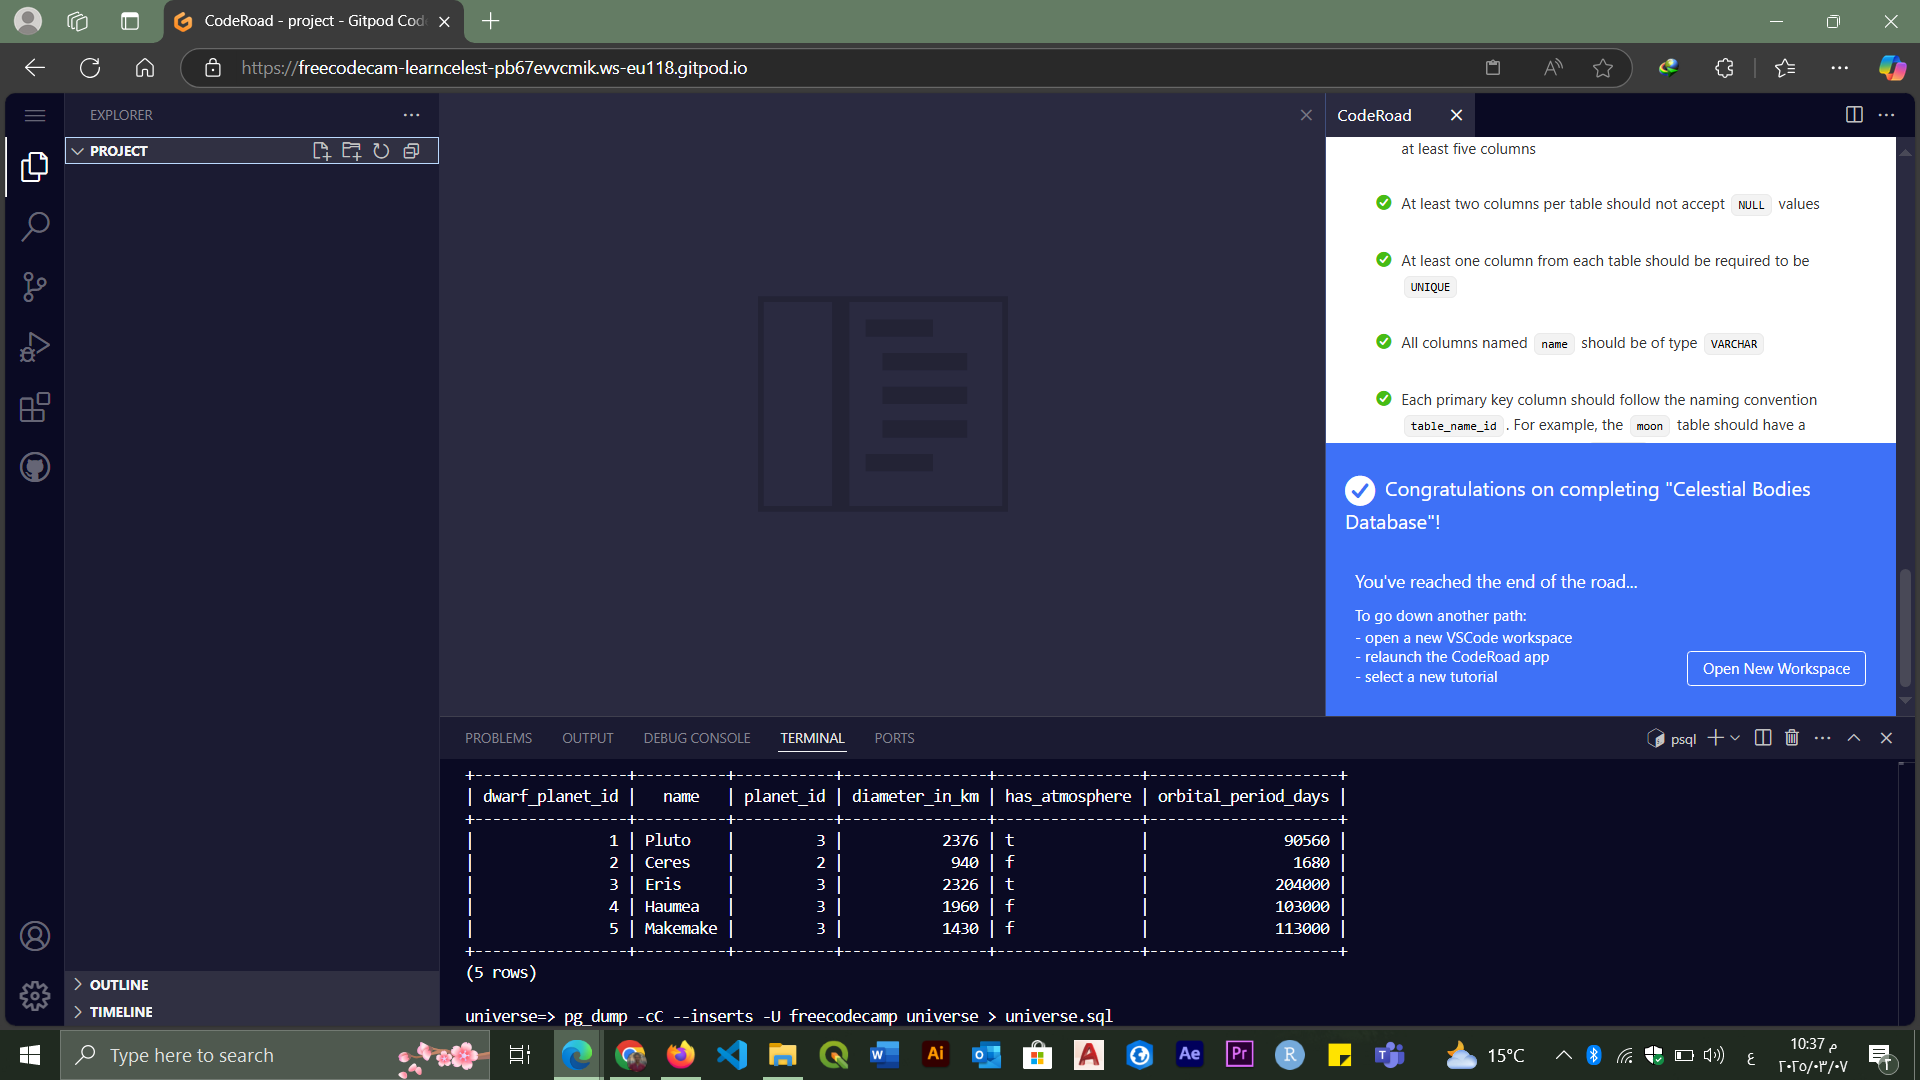 CodeRoad - project - Gitpod Code
https://freecodecam-learncelest-pb67evvcmik.ws-eu118.gitpod.io
EXPLORER
PROJECT
OUTLINE
TIMELINE
CodeRoad
at least five columns
At least two columns per table should not accept NULL values
At least one column from each table should be required to be
UNIQUE
All columns named name should be of type VARCHAR
Each primary key column should follow the naming convention
table_name_id. For example, the moon table should have a
Congratulations on completing "Celestial Bodies
Database"!
You've reached the end of the road...
To go down another path:
- open a new VSCode workspace
- relaunch the CodeRoad app
- select a new tutorial
Open New Workspace
PROBLEMS OUTPUT DEBUG CONSOLE TERMINAL PORTS
psql
+-----------------+----------+-----------+----------------+----------------+---------------------+
| dwarf_planet_id |   name   | planet_id | diameter_in_km | has_atmosphere | orbital_period_days |
+-----------------+----------+-----------+----------------+----------------+---------------------+
|               1 | Pluto    |         3 |           2376 | t              |               90560 |
|               2 | Ceres    |         2 |            940 | f              |                1680 |
|               3 | Eris     |         3 |           2326 | t              |              204000 |
|               4 | Haumea   |         3 |           1960 | f              |              103000 |
|               5 | Makemake |         3 |           1430 | f              |              113000 |
+-----------------+----------+-----------+----------------+----------------+---------------------+
(5 rows)
universe=> pg_dump -cC --inserts -U freecodecamp universe > universe.sql
Type here to search
15°C
ع
10:37 م
٢٠٢٥/٠٣/٠٧
٢